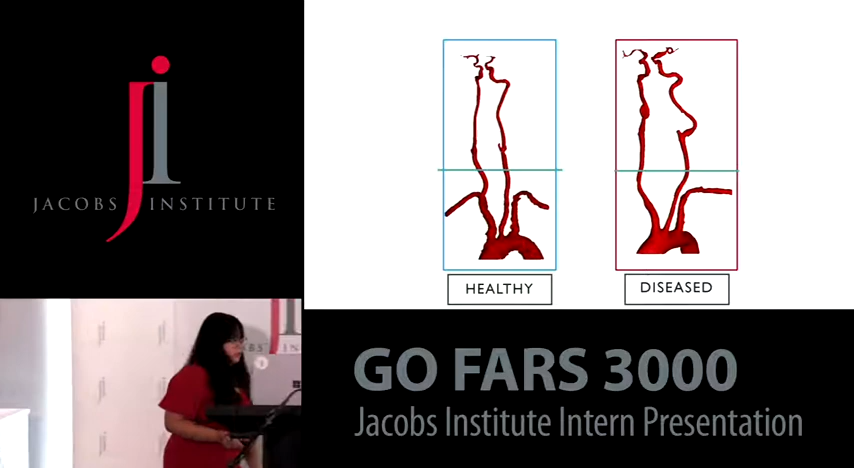 JACOBS INSTITUTE
HEALTHY
DISEASED
GO FARS 3000
Jacobs Institute Intern Presentation